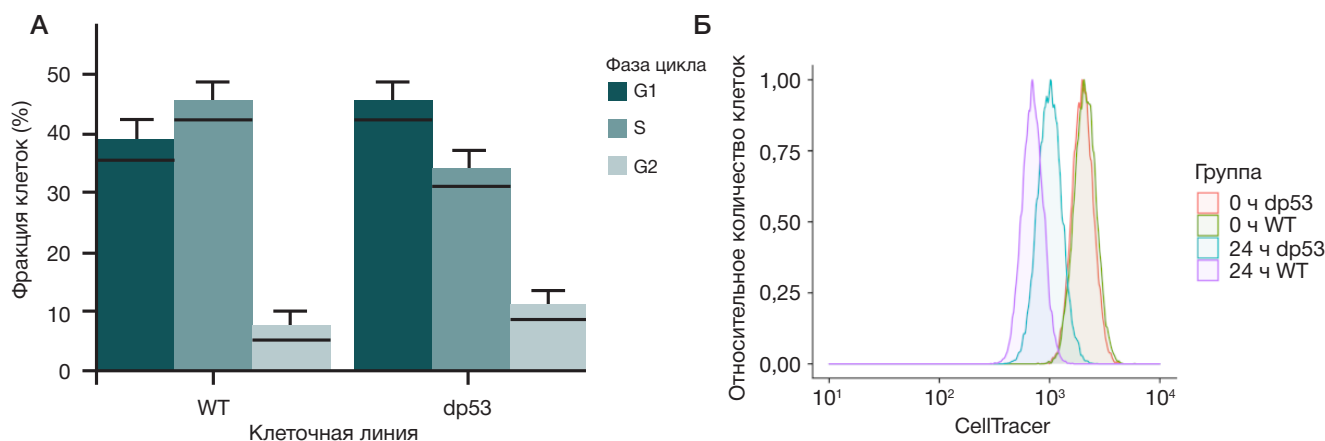 А
Фракция клеток (%)
50
40
30
20
10
0
WT
dp53
Клеточная линия
Фаза цикла
G1
S
G2
Б
Относительное количество клеток
1,00
0,75
0,50
0,25
0,00
10¹
10²
10³
10⁴
CellTracer
Группа
0 ч dp53
0 ч WT
24 ч dp53
24 ч WT